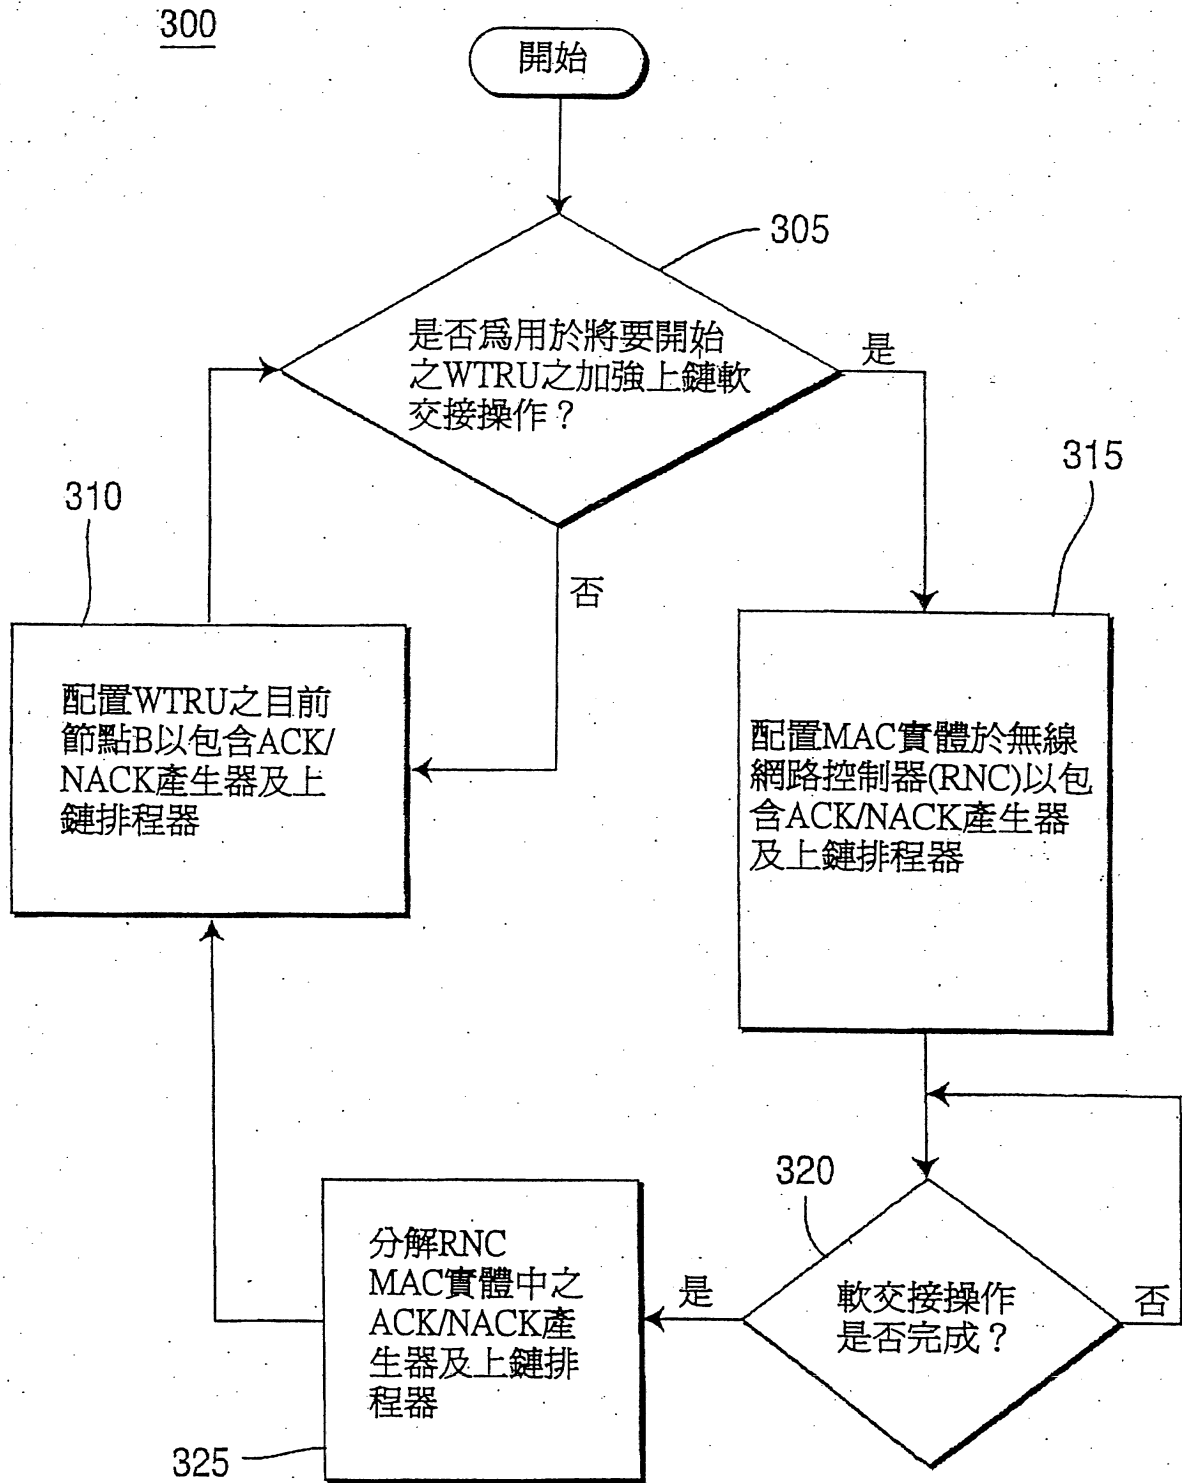 300
開始
305
是否爲用於將要開始
之WTRU之加強上鏈軟
交接操作？
是
315
310
否
配置WTRU之目前
節點B以包含ACK/
NACK產生器及上
鏈排程器
配置MAC實體於無線
網路控制器(RNC)以包
含ACK/NACK產生器
及上鏈排程器
320
分解RNC
MAC實體中之
ACK/NACK產
生器及上鏈排
程器
是
軟交接操作
是否完成？
否
325